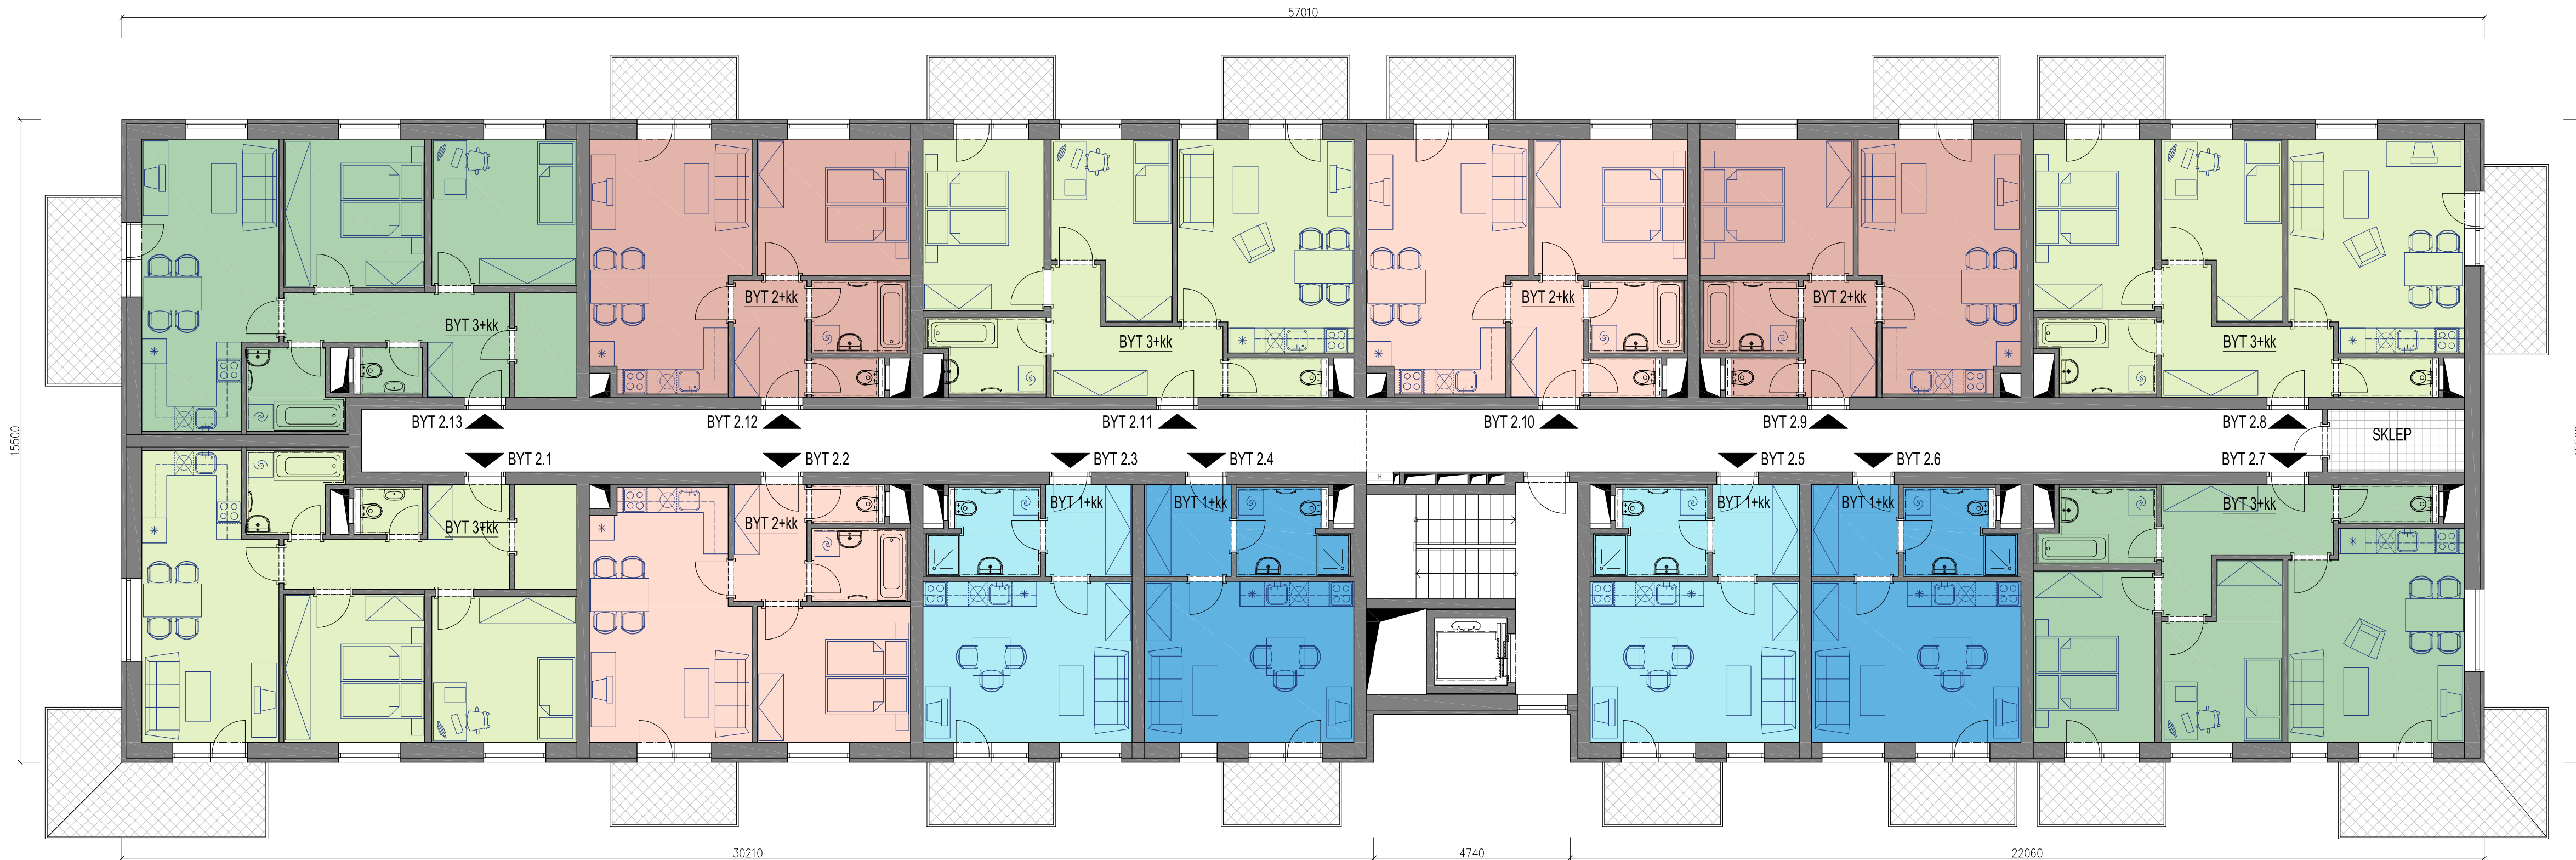 57010
BYT 2+kk
BYT 2+kk
BYT 2+kk
BYT 3+kk
BYT 3+kk
BYT 3+kk
BYT 2.13
BYT 2.12
BYT 2.11
BYT 2.10
BYT 2.9
BYT 2.8
SKLEP
15500
BYT 2.1
BYT 2.2
BYT 2.3
BYT 2.4
BYT 2.5
BYT 2.6
BYT 2.7
H
BYT 3+kk
BYT 2+kk
BYT 1+kk
BYT 1+kk
BYT 1+kk
BYT 1+kk
BYT 3+kk
30210
4740
22060